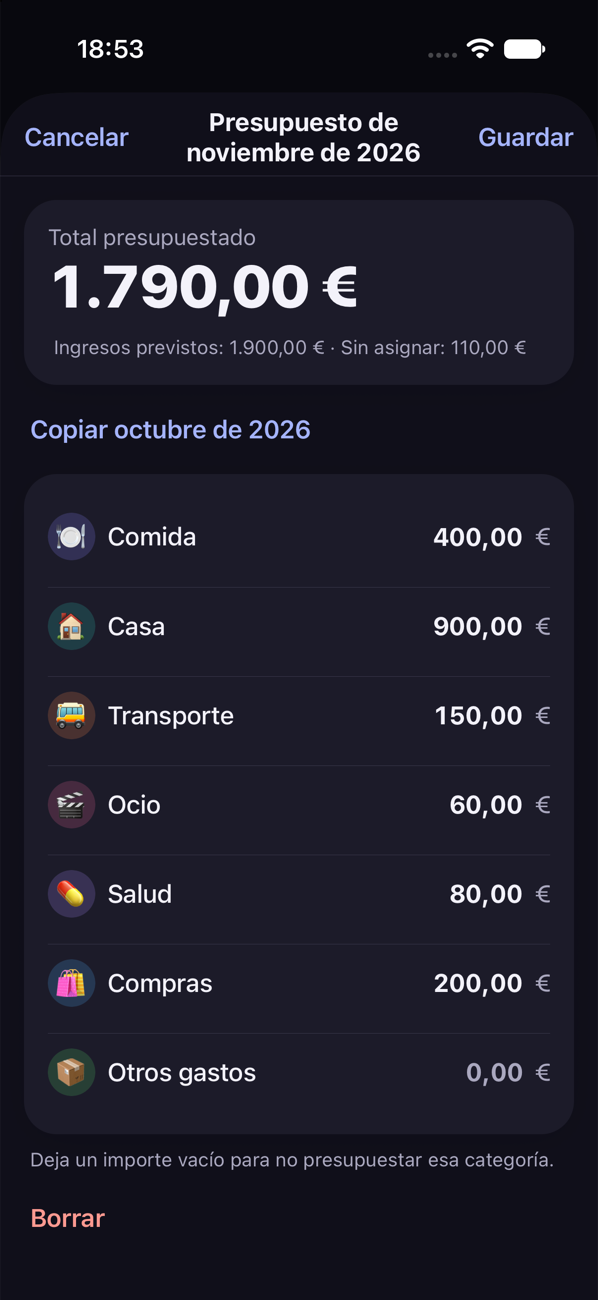 18:53
Cancelar
Presupuesto de
noviembre de 2026
Guardar
Total presupuestado
1.790,00 €
Ingresos previstos: 1.900,00 € · Sin asignar: 110,00 €
Copiar octubre de 2026
Comida 400,00 €
Casa 900,00 €
Transporte 150,00 €
Ocio 60,00 €
Salud 80,00 €
Compras 200,00 €
Otros gastos 0,00 €
Deja un importe vacío para no presupuestar esa categoría.
Borrar